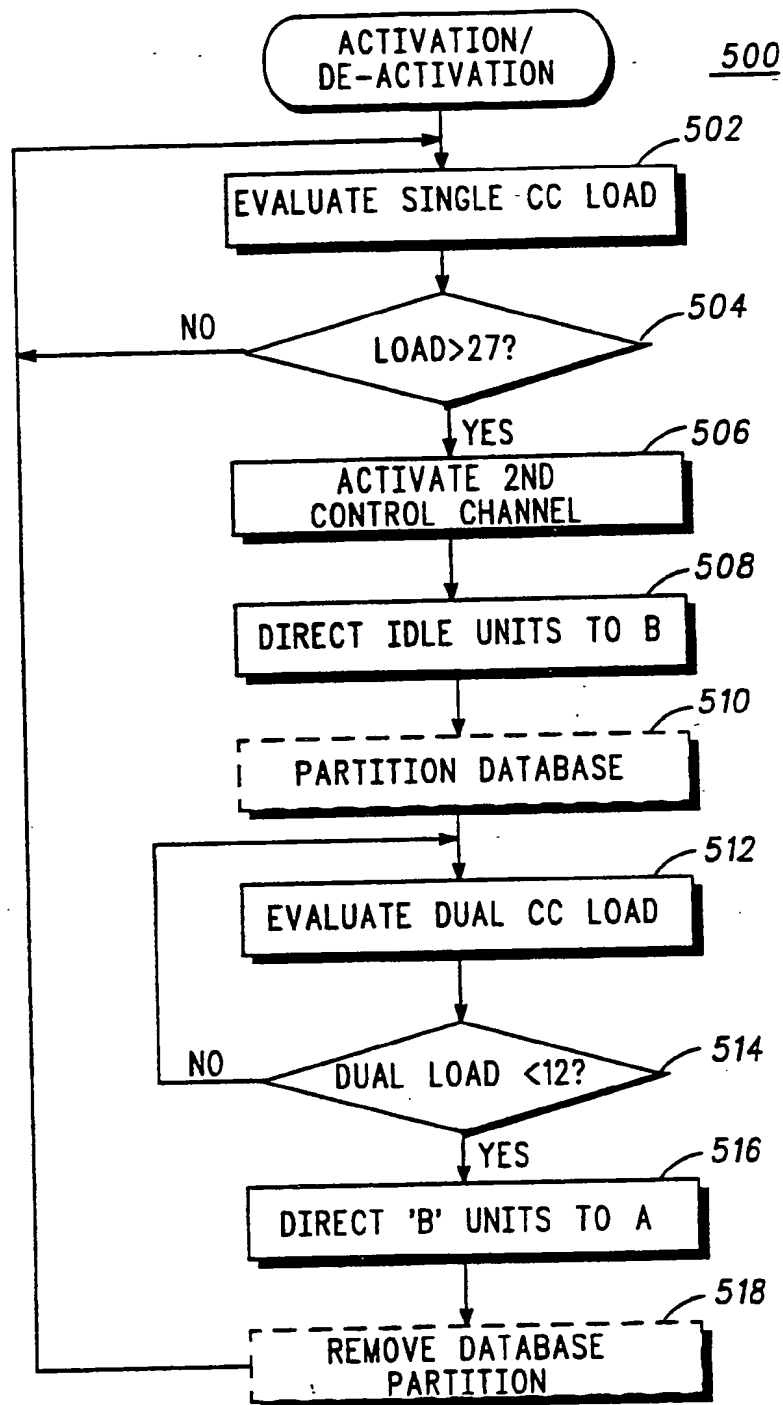 ACTIVATION/
DE-ACTIVATION
500
502
EVALUATE SINGLE CC LOAD
504
NO
LOAD>27?
YES
506
ACTIVATE 2ND
CONTROL CHANNEL
508
DIRECT IDLE UNITS TO B
510
PARTITION DATABASE
512
EVALUATE DUAL CC LOAD
514
NO
DUAL LOAD <12?
YES
516
DIRECT 'B' UNITS TO A
518
REMOVE DATABASE
PARTITION